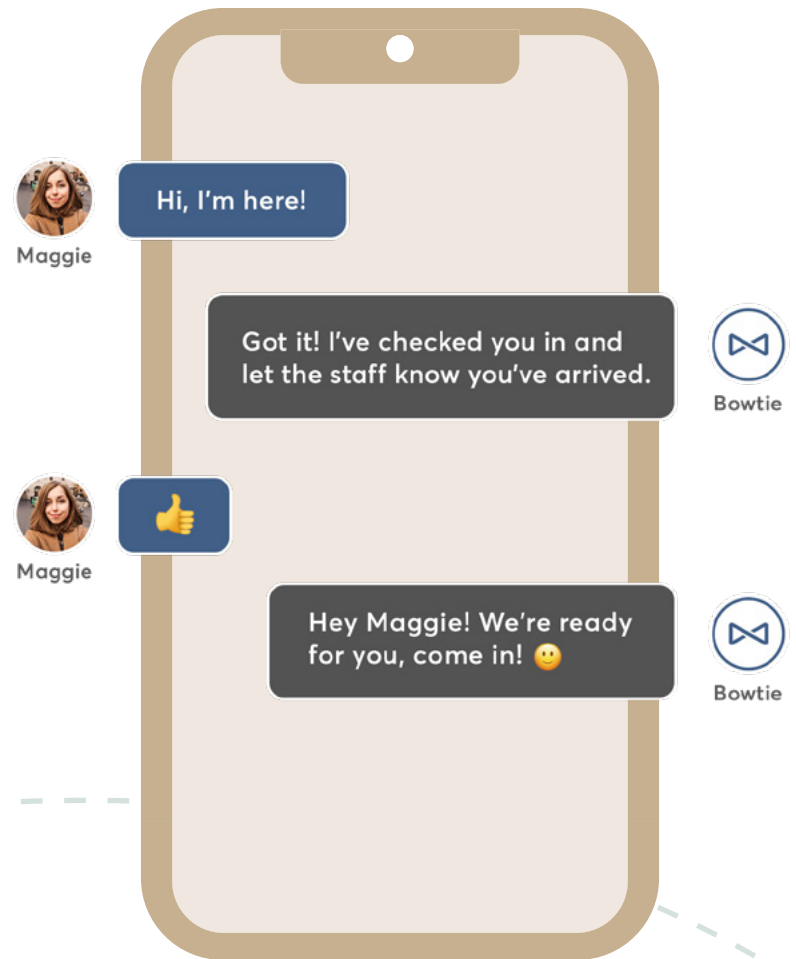 Hi, I'm here!
Maggie
Got it! I've checked you in and
let the staff know you've arrived.
Bowtie
👍
Maggie
Hey Maggie! We're ready
for you, come in! 🙂
Bowtie